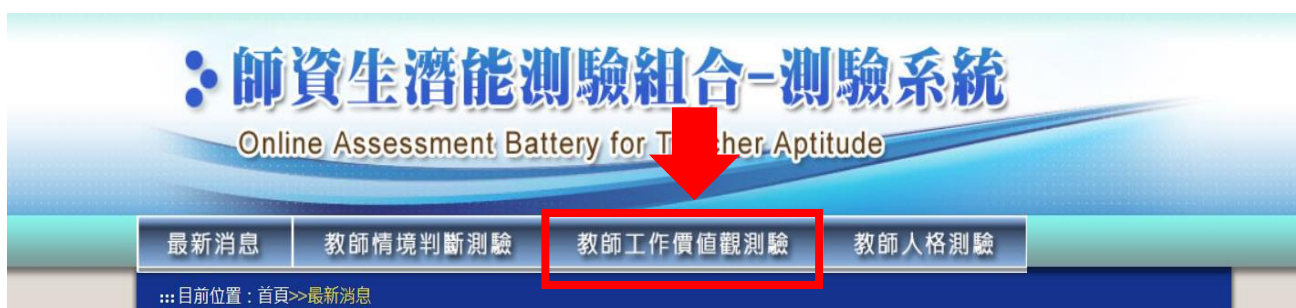 師資生潛能測驗組合-測驗系統
Online Assessment Battery for T cher Aptitude
最新消息 教師情境判斷測驗 教師工作價值觀測驗 教師人格測驗
:::目前位置：首頁>>最新消息